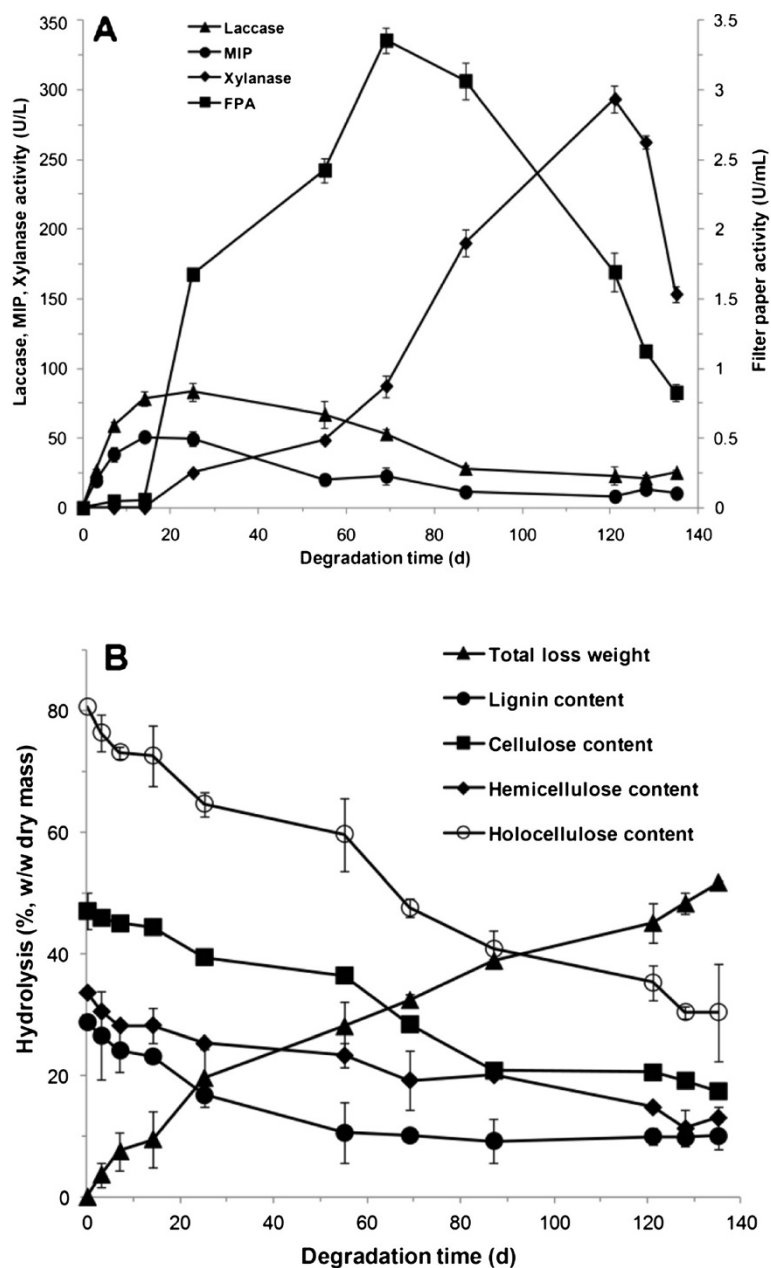 A
Laccase
MIP
Xylanase
FPA
Laccase, MIP, Xylanase activity (U/L)
350
300
250
200
150
100
50
0
3.5
3
2.5
2
1.5
1
0.5
0
Filter paper activity (U/mL)
0 20 40 60 80 100 120 140
Degradation time (d)
B
Total loss weight
Lignin content
Cellulose content
Hemicellulose content
Holocellulose content
Hydrolysis (%, w/w dry mass)
80
60
40
20
0
0 20 40 60 80 100 120 140
Degradation time (d)